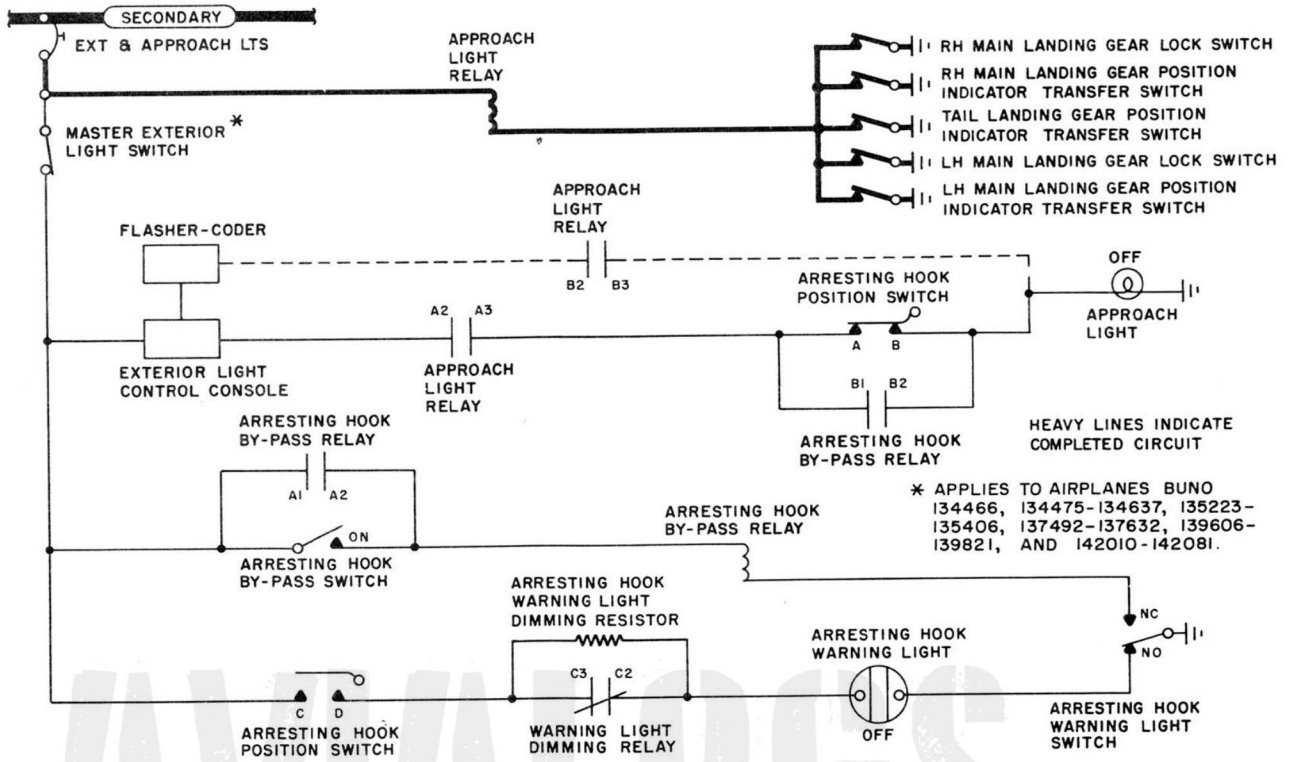 SECONDARY
EXT & APPROACH LTS
APPROACH
LIGHT
RELAY
RH MAIN LANDING GEAR LOCK SWITCH
RH MAIN LANDING GEAR POSITION
INDICATOR TRANSFER SWITCH
TAIL LANDING GEAR POSITION
INDICATOR TRANSFER SWITCH
LH MAIN LANDING GEAR LOCK SWITCH
LH MAIN LANDING GEAR POSITION
INDICATOR TRANSFER SWITCH
MASTER EXTERIOR *
LIGHT SWITCH
APPROACH
LIGHT
RELAY
B2 B3
FLASHER-CODER
ARRESTING HOOK
POSITION SWITCH
A B
OFF
APPROACH
LIGHT
A2 A3
APPROACH
LIGHT
RELAY
EXTERIOR LIGHT
CONTROL CONSOLE
B1 B2
ARRESTING HOOK
BY-PASS RELAY
HEAVY LINES INDICATE
COMPLETED CIRCUIT
ARRESTING HOOK
BY-PASS RELAY
A1 A2
ON
ARRESTING HOOK
BY-PASS SWITCH
ARRESTING HOOK
BY-PASS RELAY
* APPLIES TO AIRPLANES BUNO
134466, 134475-134637, 135223-
135406, 137492-137632, 139606-
139821, AND 142010-142081.
ARRESTING HOOK
WARNING LIGHT
DIMMING RESISTOR
C3 C2
WARNING LIGHT
DIMMING RELAY
ARRESTING HOOK
WARNING LIGHT
OFF
NC
NO
ARRESTING HOOK
WARNING LIGHT
SWITCH
C D
ARRESTING HOOK
POSITION SWITCH